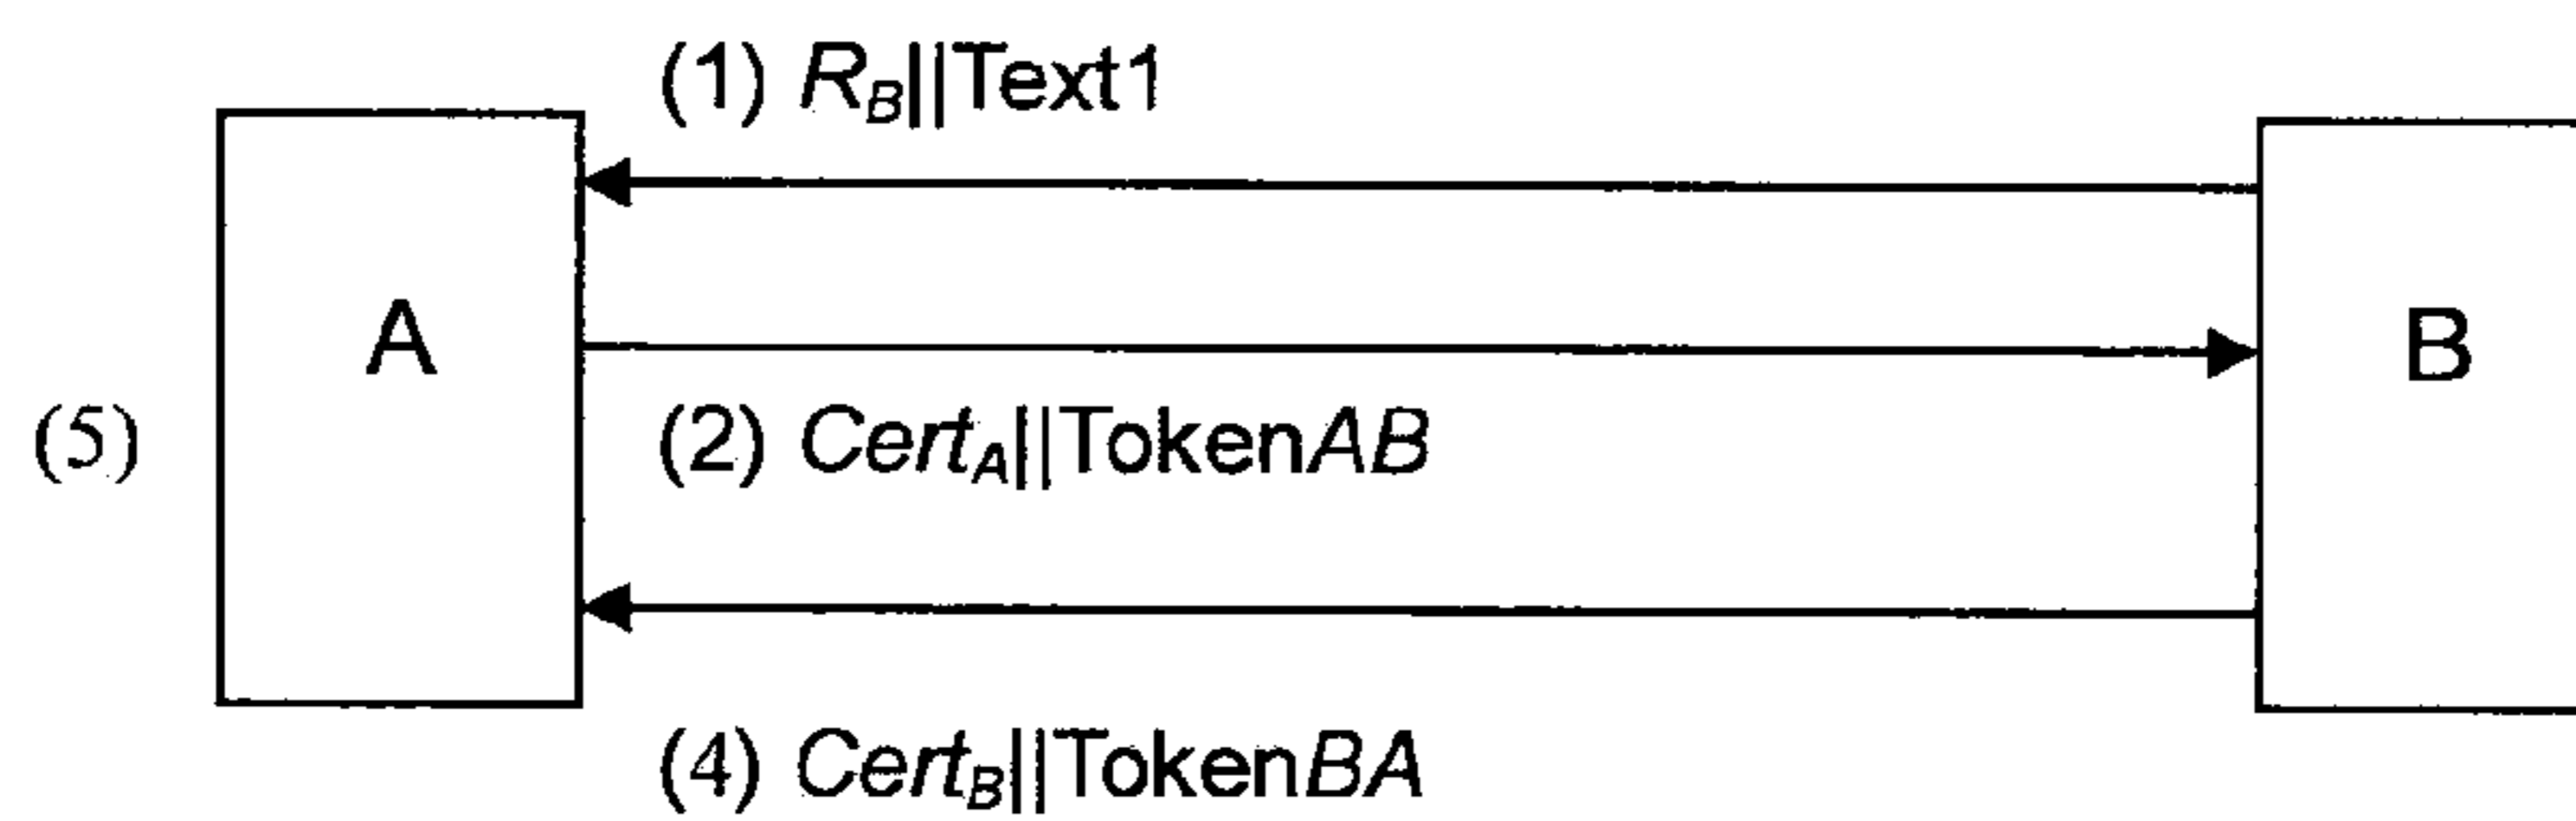 (1) R_B||Text1
A
B
(5)
(2) Cert_A||TokenAB
(4) Cert_B||TokenBA